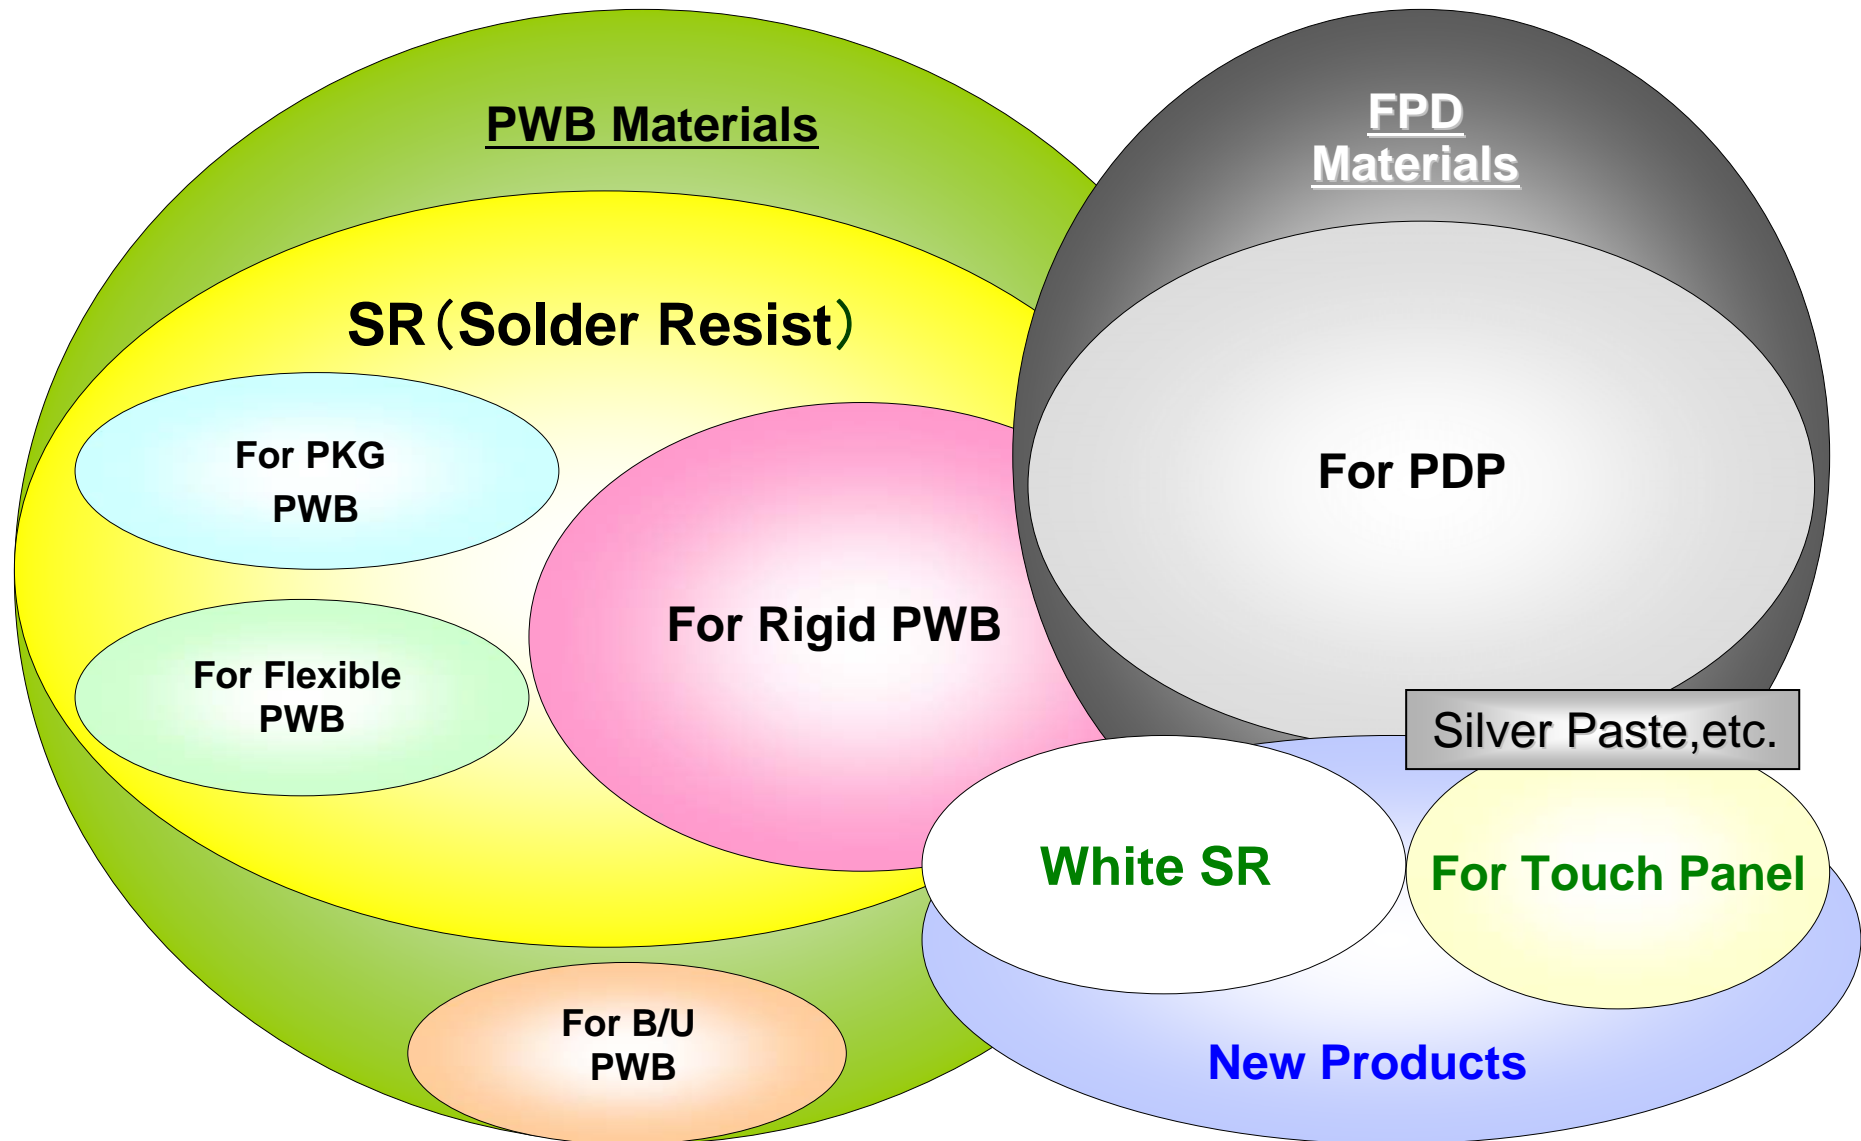 PWB Materials
FPD
Materials
SR（Solder Resist）
For PKG
PWB
For PDP
For Rigid PWB
For Flexible
PWB
Silver Paste,etc.
White SR
For Touch Panel
For B/U
PWB
New Products